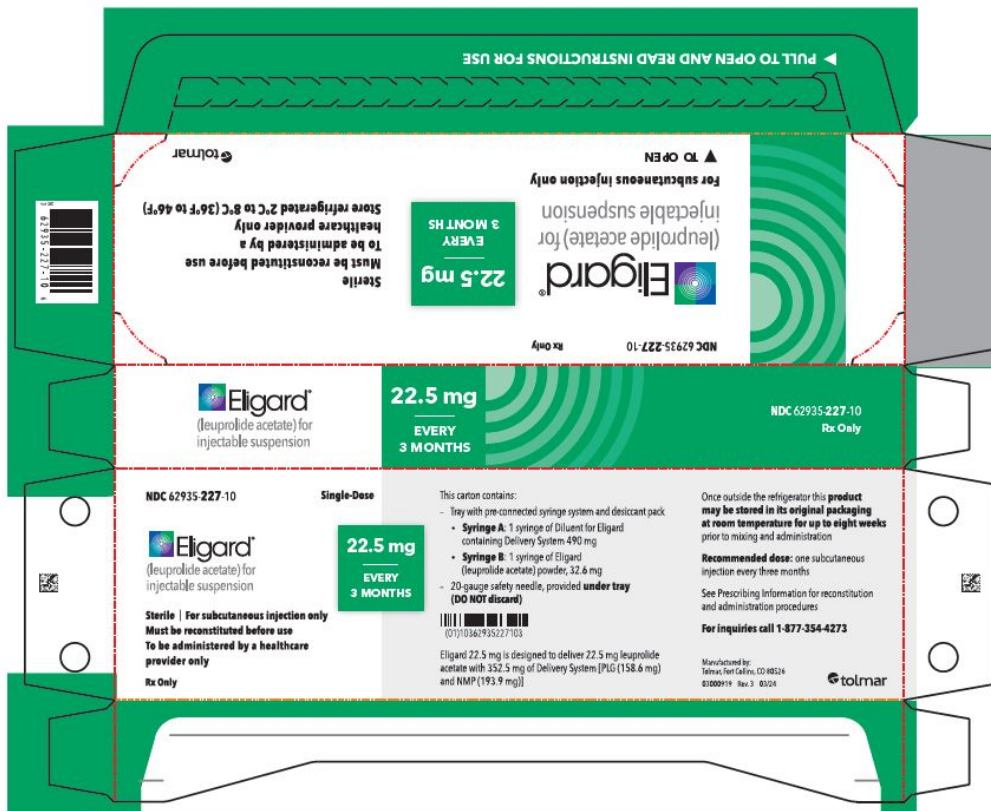 ▶ PULL TO OPEN AND READ INSTRUCTIONS FOR USE
NDC 62935-227-10 Rx Only
Eligard®
(leuprolide acetate) for
injectable suspension
For subcutaneous injection only
▲ TO OPEN
22.5 mg
EVERY
3 MONTHS
Sterile
Must be reconstituted before use
To be administered by a
healthcare provider only
Store refrigerated 2°C to 8°C (36°F to 46°F)
tolmar
62935-227-10
Eligard®
(leuprolide acetate) for
injectable suspension
22.5 mg
EVERY
3 MONTHS
NDC 62935-227-10
Rx Only
NDC 62935-227-10 Single-Dose
Eligard®
(leuprolide acetate) for
injectable suspension
22.5 mg
EVERY
3 MONTHS
Sterile | For subcutaneous injection only
Must be reconstituted before use
To be administered by a healthcare
provider only
Rx Only
This carton contains:
– Tray with pre-connected syringe system and desiccant pack
• Syringe A: 1 syringe of Diluent for Eligard
containing Delivery System 490 mg
• Syringe B: 1 syringe of Eligard
(leuprolide acetate) powder, 32.6 mg
– 20-gauge safety needle, provided under tray
(DO NOT discard)
(01)10362935227103
Eligard 22.5 mg is designed to deliver 22.5 mg leuprolide
acetate with 352.5 mg of Delivery System [PLG (158.6 mg)
and NMP (193.9 mg)]
Once outside the refrigerator this product
may be stored in its original packaging
at room temperature for up to eight weeks
prior to mixing and administration
Recommended dose: one subcutaneous
injection every three months
See Prescribing Information for reconstitution
and administration procedures
For inquiries call 1-877-354-4273
Manufactured by:
Tolmar, Fort Collins, CO 80526
03000919 Rev. 3 03/24
tolmar